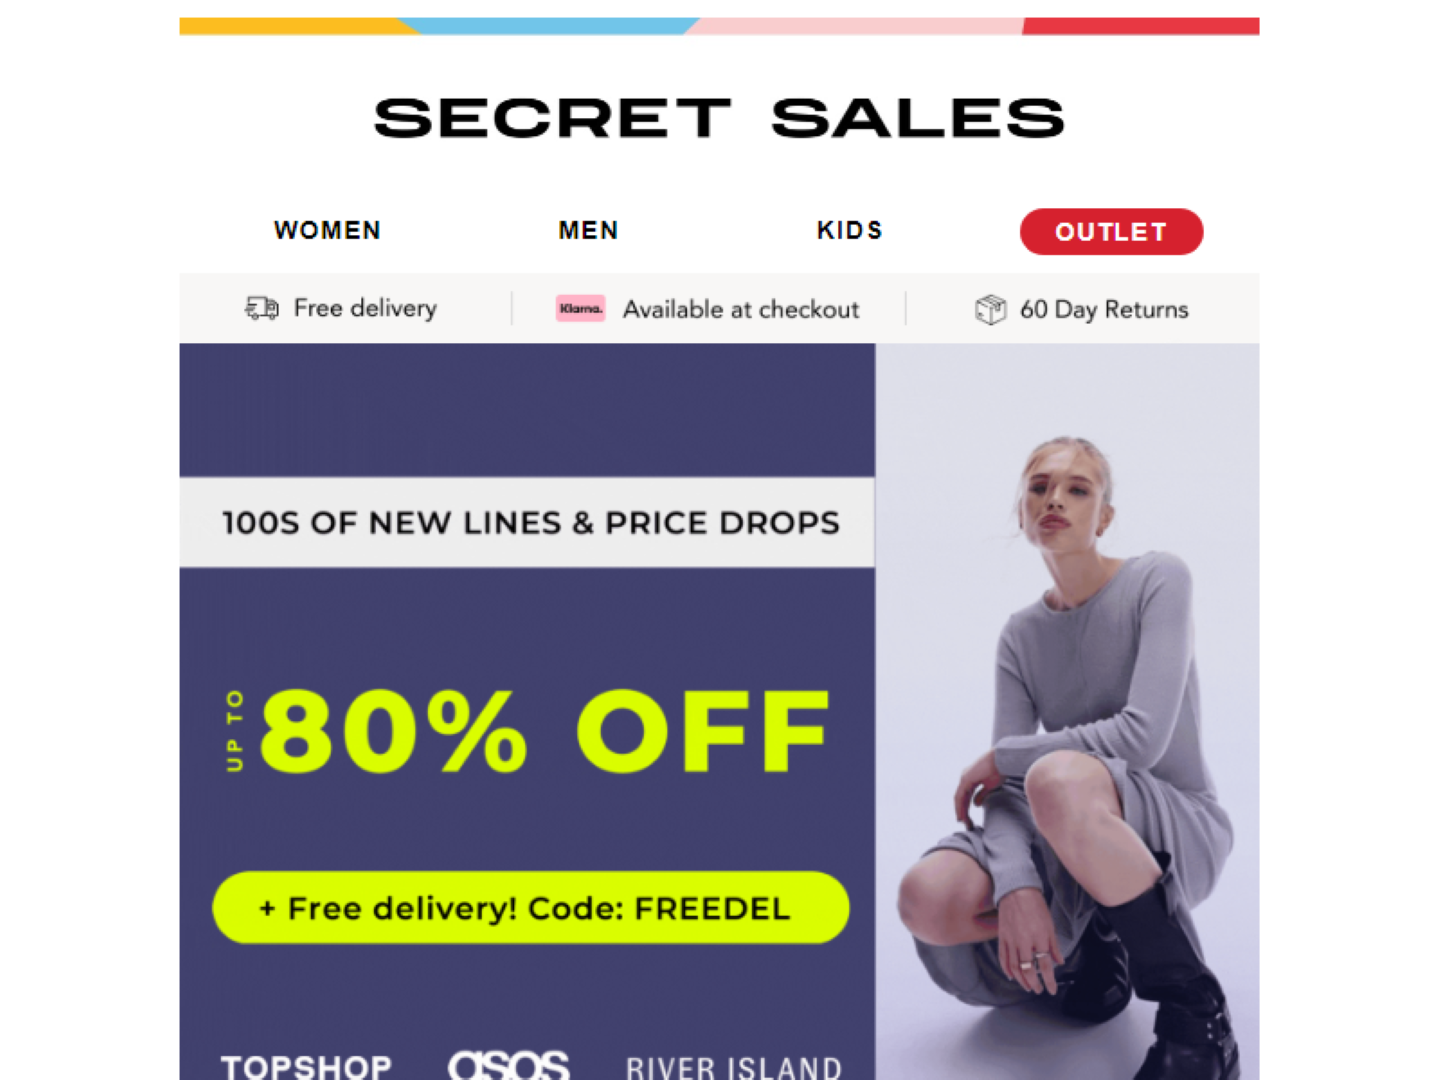 SECRET SALES
WOMEN MEN KIDS OUTLET
Free delivery Klarna. Available at checkout 60 Day Returns
100S OF NEW LINES & PRICE DROPS
UP TO 80% OFF
+ Free delivery! Code: FREEDEL
TOPSHOP asos RIVER ISLAND